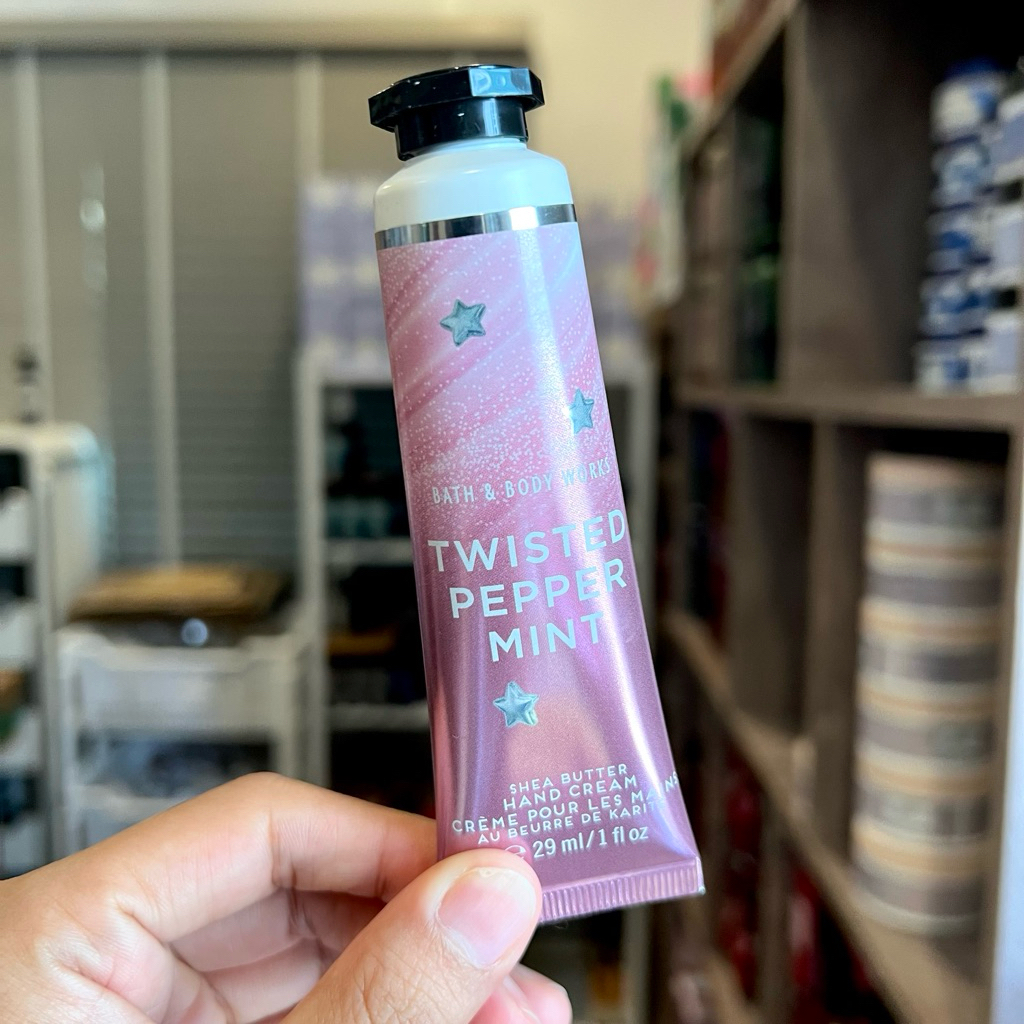 BATH & BODY WORKS
TWISTED
PEPPER
MINT
SHEA BUTTER
HAND CREAM
CRÈME POUR LES MAINS
AU BEURRE DE KARITÉ
29 ml/1 fl oz